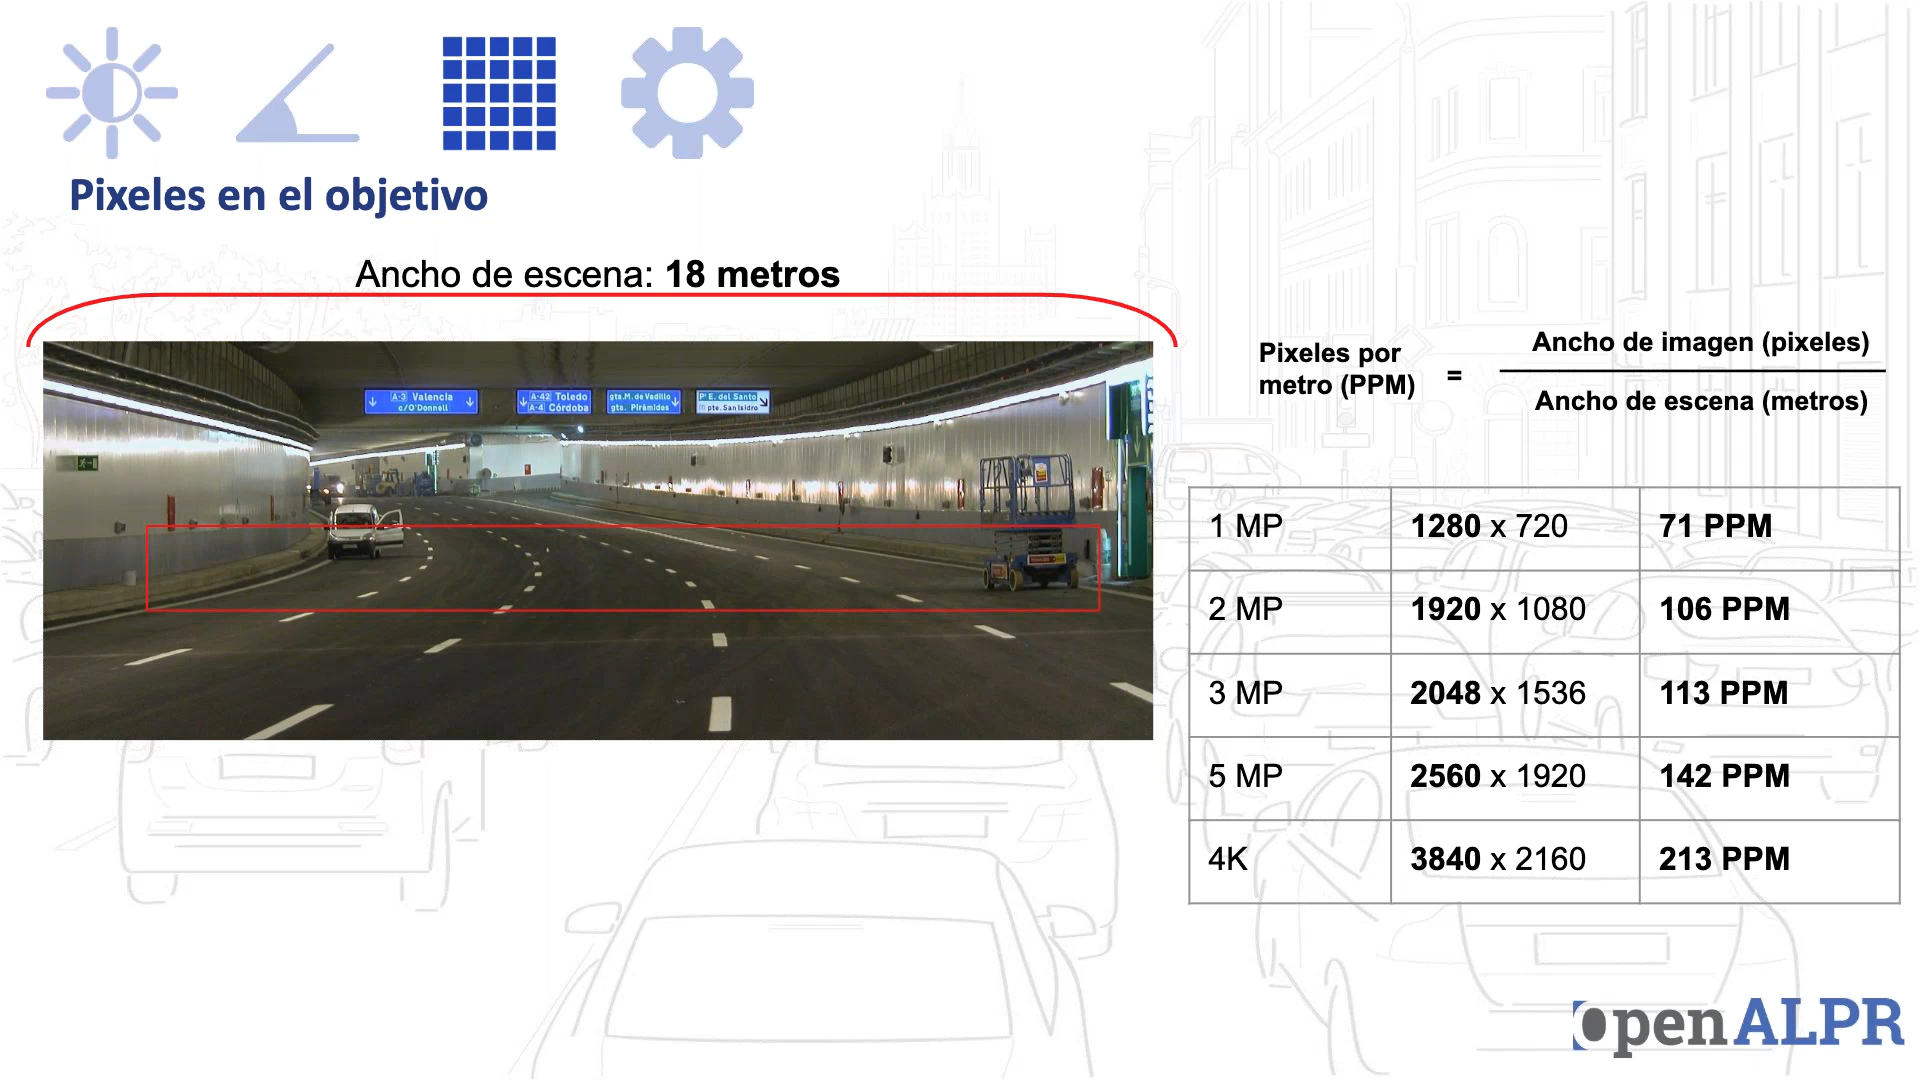 Pixeles en el objetivo
Ancho de escena: 18 metros
A-3 Valencia
c/O'Donnell
A-42 Toledo
A-4 Córdoba
gta.M. de Vadillo
gta. Pirámides
Pº E. del Santo
pte. San Isidro
Pixeles por
metro (PPM)
=
Ancho de imagen (pixeles)
Ancho de escena (metros)
1 MP 1280 x 720 71 PPM
2 MP 1920 x 1080 106 PPM
3 MP 2048 x 1536 113 PPM
5 MP 2560 x 1920 142 PPM
4K 3840 x 2160 213 PPM
openALPR